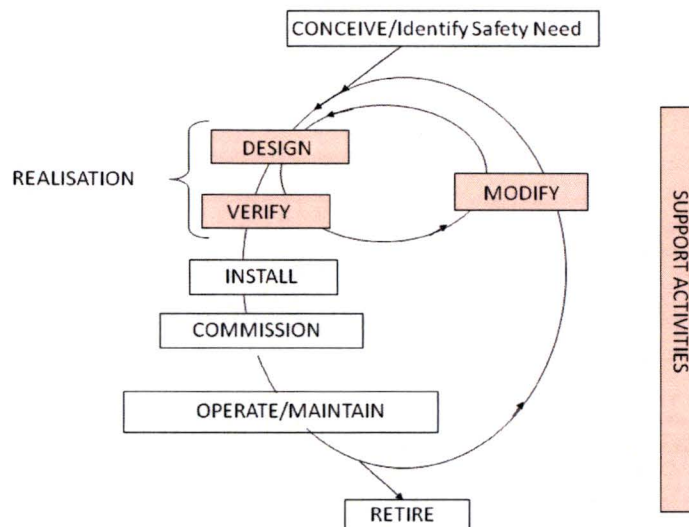 CONCEIVE/Identify Safety Need
DESIGN
REALISATION
VERIFY
MODIFY
INSTALL
COMMISSION
OPERATE/MAINTAIN
RETIRE
SUPPORT ACTIVITIES